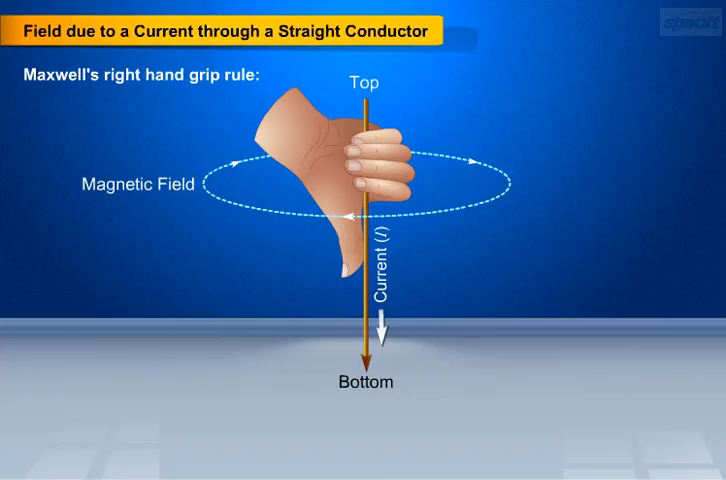 Field due to a Current through a Straight Conductor
Maxwell's right hand grip rule:
Top
Magnetic Field
Current (I)
Bottom